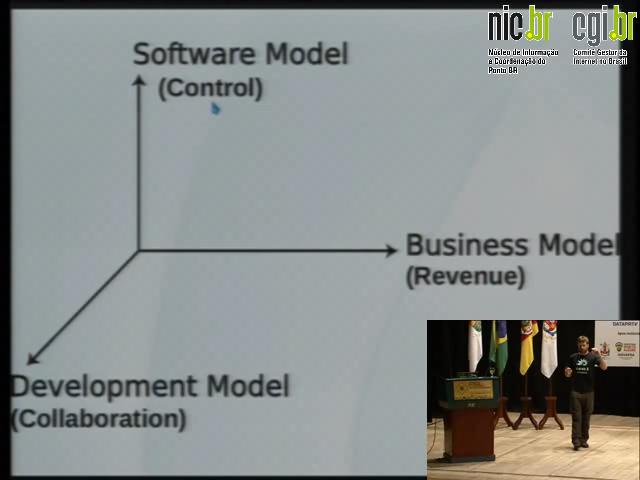 nic.br cgi.br
Núcleo de Informação
e Coordenação do
Ponto BR
Comitê Gestor da
Internet no Brasil
Software Model
(Control)
Business Model
(Revenue)
Development Model
(Collaboration)